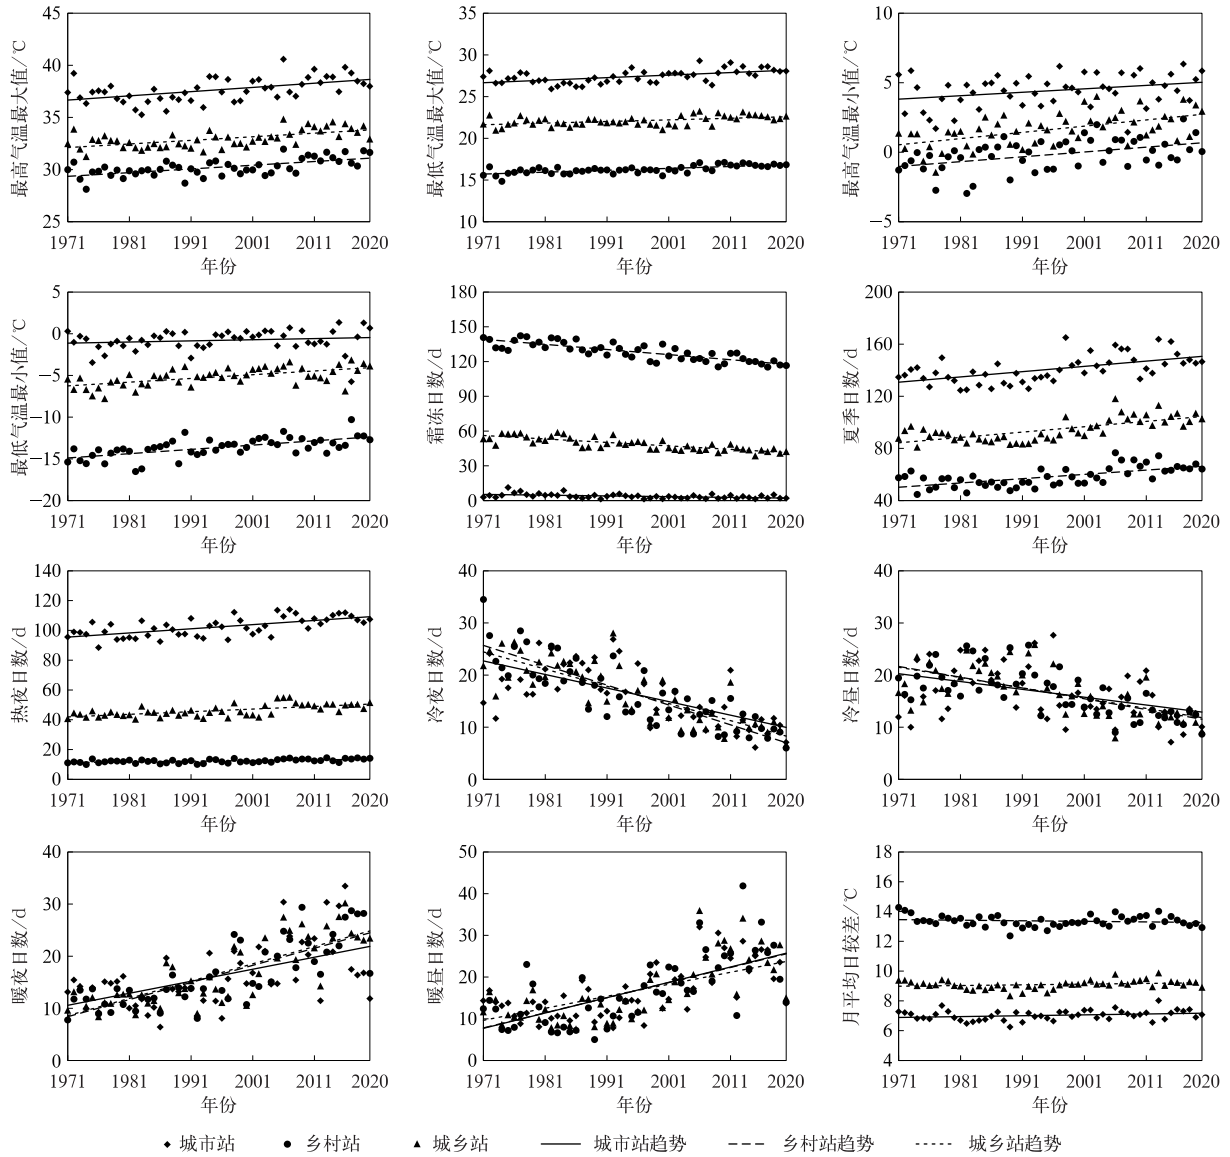 45
40
35
30
25
最高气温最大值/℃
1971 1981 1991 2001 2011 2020
年份
35
30
25
20
15
10
最低气温最大值/℃
1971 1981 1991 2001 2011 2020
年份
10
5
0
−5
最高气温最小值/℃
1971 1981 1991 2001 2011 2020
年份
5
0
−5
−10
−15
−20
最低气温最小值/℃
1971 1981 1991 2001 2011 2020
年份
180
150
120
90
60
30
0
霜冻日数/d
1971 1981 1991 2001 2011 2020
年份
200
160
120
80
40
夏季日数/d
1971 1981 1991 2001 2011 2020
年份
140
120
100
80
60
40
20
0
热夜日数/d
1971 1981 1991 2001 2011 2020
年份
40
30
20
10
0
冷夜日数/d
1971 1981 1991 2001 2011 2020
年份
40
30
20
10
0
冷昼日数/d
1971 1981 1991 2001 2011 2020
年份
40
30
20
10
0
暖夜日数/d
1971 1981 1991 2001 2011 2020
年份
50
40
30
20
10
0
暖昼日数/d
1971 1981 1991 2001 2011 2020
年份
18
16
14
12
10
8
6
4
月平均日较差/℃
1971 1981 1991 2001 2011 2020
年份
城市站 乡村站 城乡站 城市站趋势 乡村站趋势 城乡站趋势